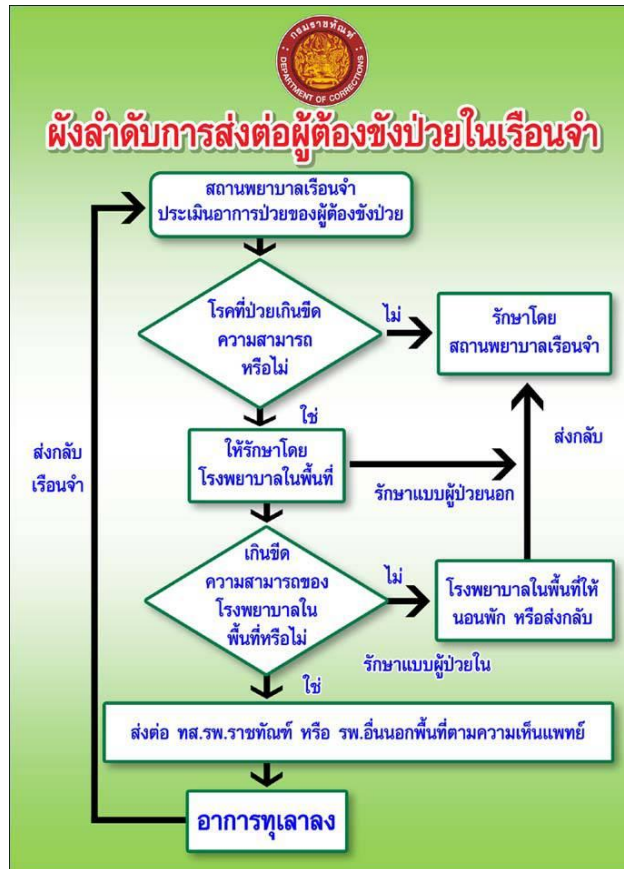 กรมราชทัณฑ์
DEPARTMENT OF CORRECTIONS
ผังลำดับการส่งต่อผู้ต้องขังป่วยในเรือนจำ
สถานพยาบาลเรือนจำ
ประเมินอาการป่วยของผู้ต้องขังป่วย
โรคที่ป่วยเกินขีด
ความสามารถ
หรือไม่
ไม่
รักษาโดย
สถานพยาบาลเรือนจำ
ใช่
ส่งกลับ
ส่งกลับ
เรือนจำ
ให้รักษาโดย
โรงพยาบาลในพื้นที่
รักษาแบบผู้ป่วยนอก
เกินขีด
ความสามารถของ
โรงพยาบาลใน
พื้นที่หรือไม่
ไม่
โรงพยาบาลในพื้นที่ให้
นอนพัก หรือส่งกลับ
รักษาแบบผู้ป่วยใน
ใช่
ส่งต่อ ทส.รพ.ราชทัณฑ์ หรือ รพ.อื่นนอกพื้นที่ตามความเห็นแพทย์
อาการทุเลาลง